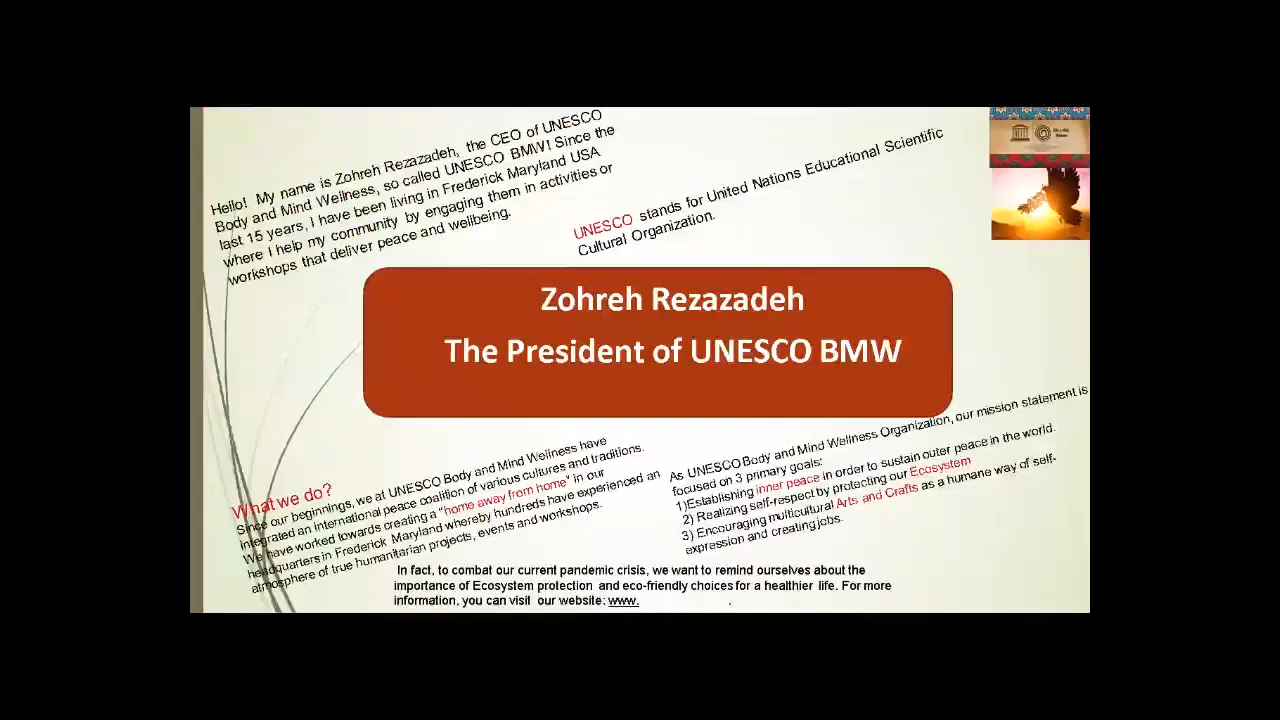 Hello! My name is Zohreh Rezazadeh, the CEO of UNESCO
Body and Mind Wellness, so called UNESCO BMW! Since the
last 15 years, I have been living in Frederick Maryland USA
where I help my community by engaging them in activities or
workshops that deliver peace and wellbeing.
UNESCO stands for United Nations Educational Scientific
Cultural Organization.
Zohreh Rezazadeh
The President of UNESCO BMW
What we do?
Since our beginnings, we at UNESCO Body and Mind Wellness have
integrated an international peace coalition of various cultures and traditions.
We have worked towards creating a "home away from home" in our
headquarters in Frederick Maryland whereby hundreds have experienced an
atmosphere of true humanitarian projects, events and workshops.
As UNESCO Body and Mind Wellness Organization, our mission statement is
focused on 3 primary goals:
1)Establishing inner peace in order to sustain outer peace in the world.
2) Realizing self-respect by protecting our Ecosystem
3) Encouraging multicultural Arts and Crafts as a humane way of self-
expression and creating jobs.
In fact, to combat our current pandemic crisis, we want to remind ourselves about the
importance of Ecosystem protection and eco-friendly choices for a healthier life. For more
information, you can visit our website: www.